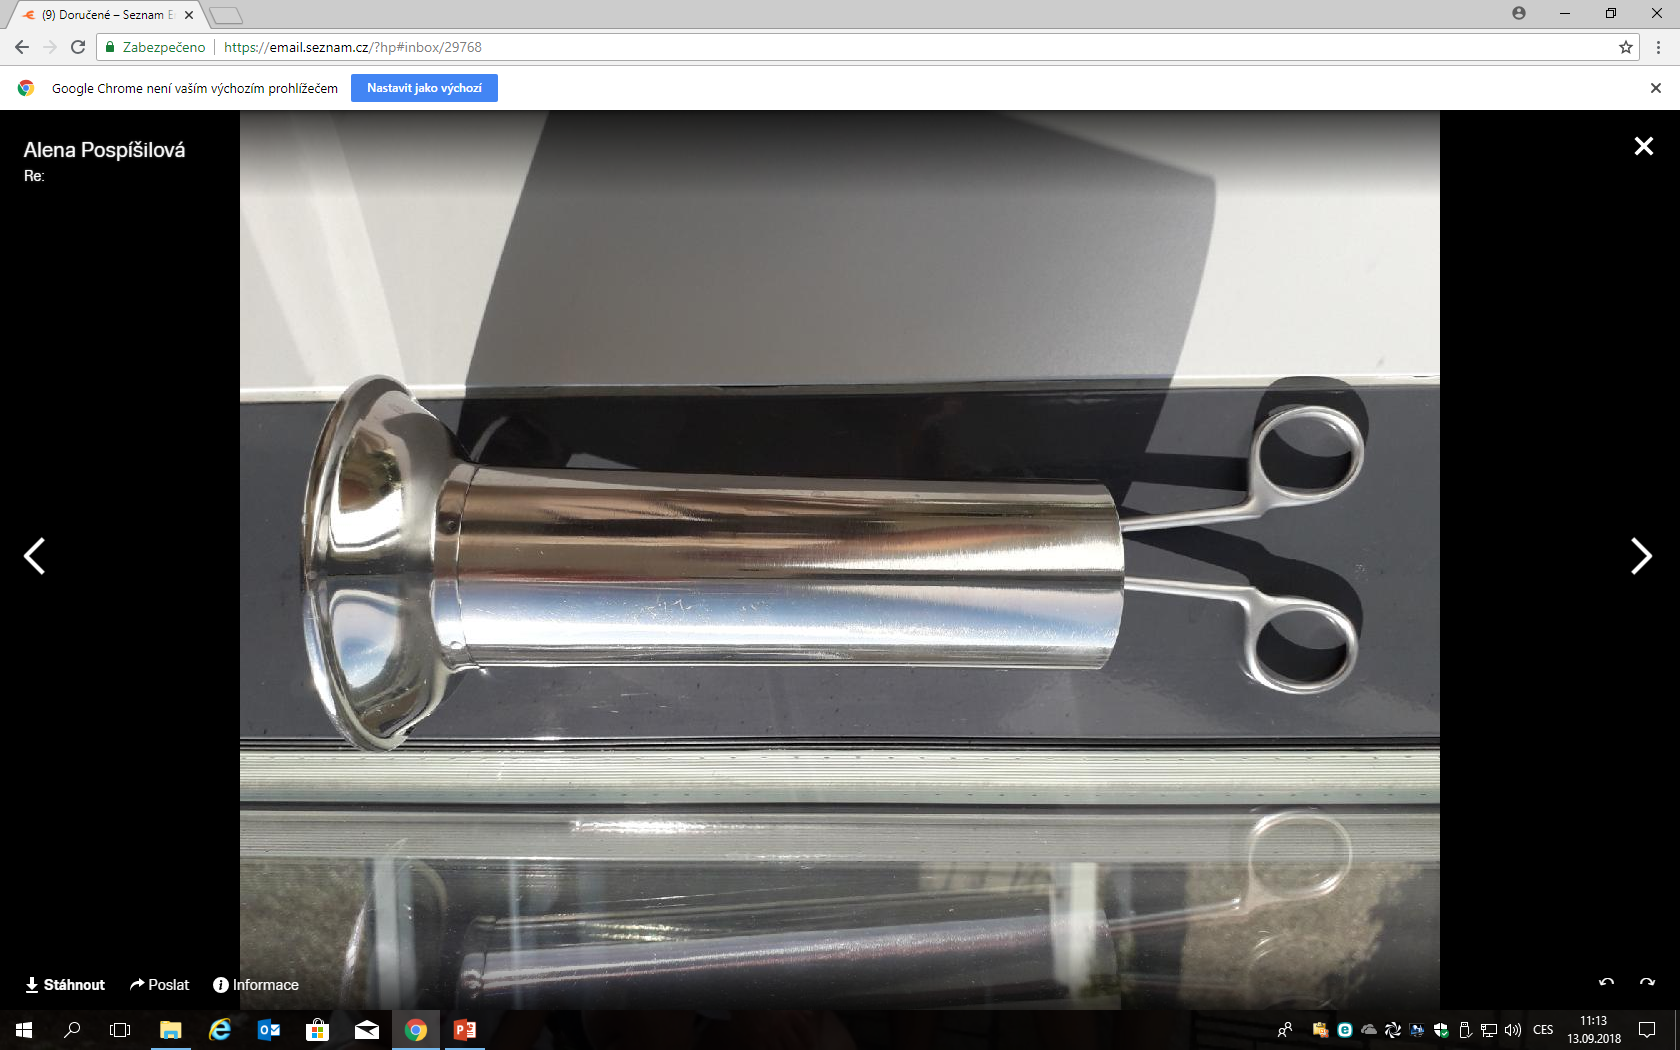 (9) Doručené – Seznam E
Zabezpečeno
https://email.seznam.cz/?hp#inbox/29768
Google Chrome není vaším výchozím prohlížečem
Nastavit jako výchozí
Alena Pospíšilová
Re:
Stáhnout
Poslat
Informace
CES
11:13
13.09.2018